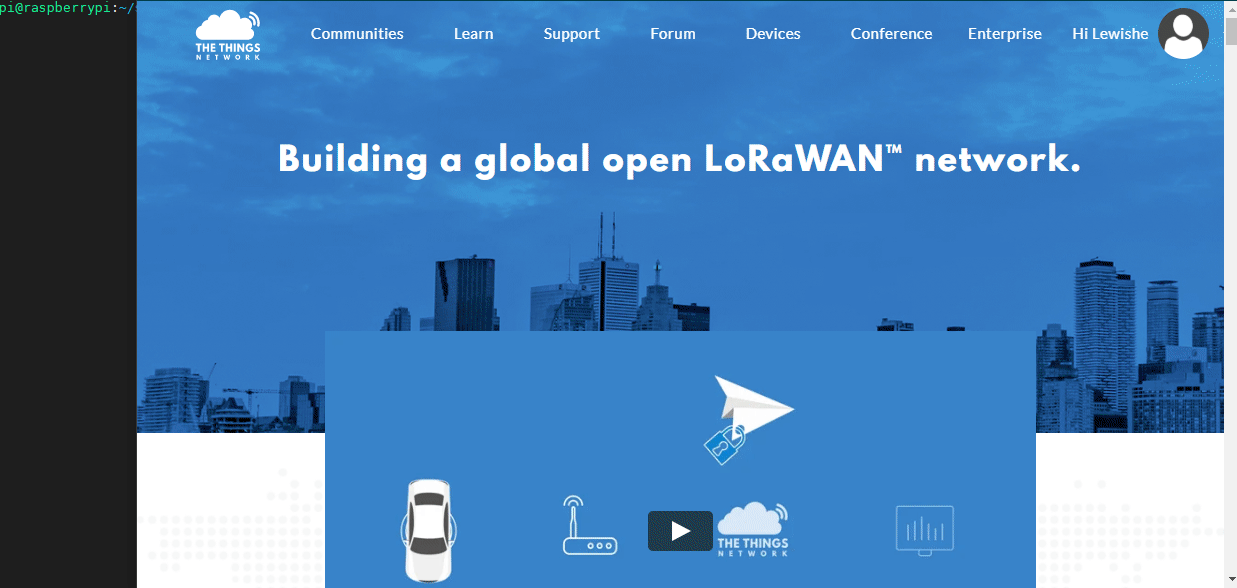 pi@raspberrypi:~/
THE THINGS
NETWORK
Communities
Learn
Support
Forum
Devices
Conference
Enterprise
Hi Lewishe
Building a global open LoRaWAN™ network.
THE THINGS
NETWORK